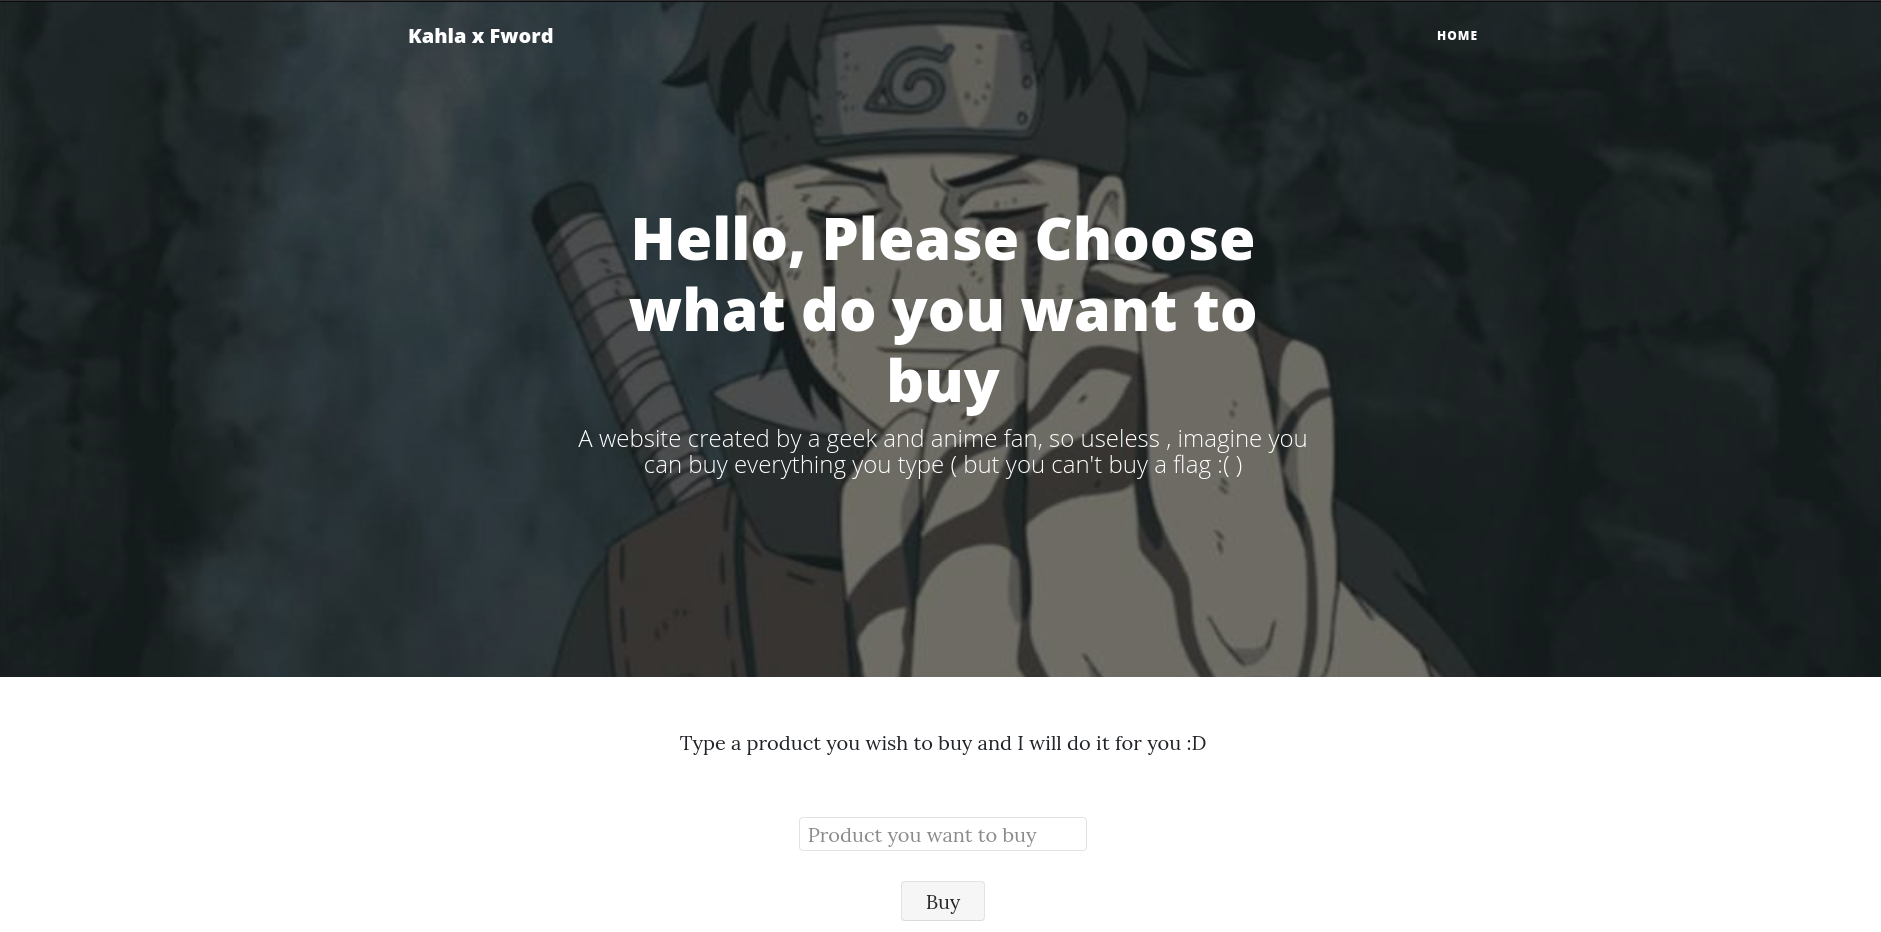 Kahla x Fword
HOME
Hello, Please Choose
what do you want to
buy
A website created by a geek and anime fan, so useless , imagine you
can buy everything you type ( but you can't buy a flag :( )
Type a product you wish to buy and I will do it for you :D
Product you want to buy
Buy